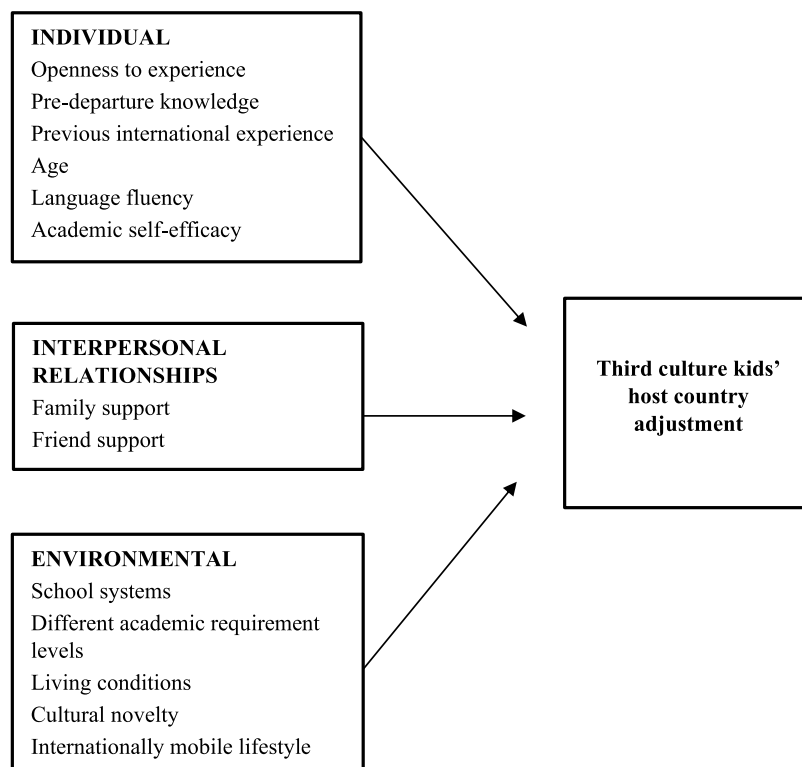 INDIVIDUAL
Openness to experience
Pre-departure knowledge
Previous international experience
Age
Language fluency
Academic self-efficacy
INTERPERSONAL
RELATIONSHIPS
Family support
Friend support
ENVIRONMENTAL
School systems
Different academic requirement
levels
Living conditions
Cultural novelty
Internationally mobile lifestyle
Third culture kids’
host country
adjustment